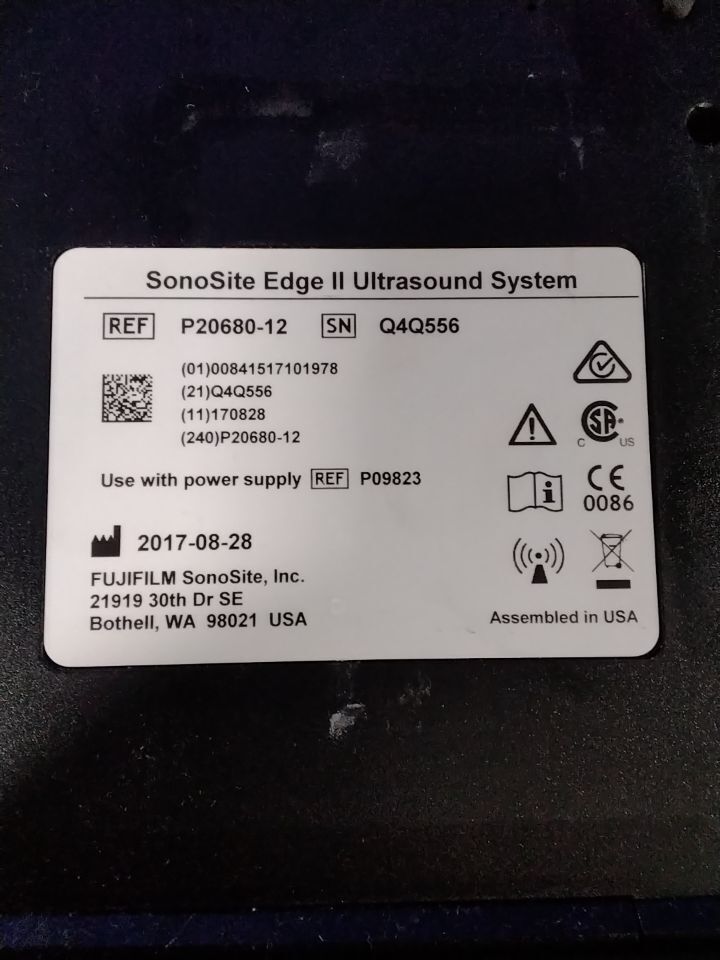 SonoSite Edge II Ultrasound System
REF P20680-12 SN Q4Q556
(01)00841517101978
(21)Q4Q556
(11)170828
(240)P20680-12
Use with power supply REF P09823
2017-08-28
FUJIFILM SonoSite, Inc.
21919 30th Dr SE
Bothell, WA 98021 USA
SA
C US
CE
0086
Assembled in USA